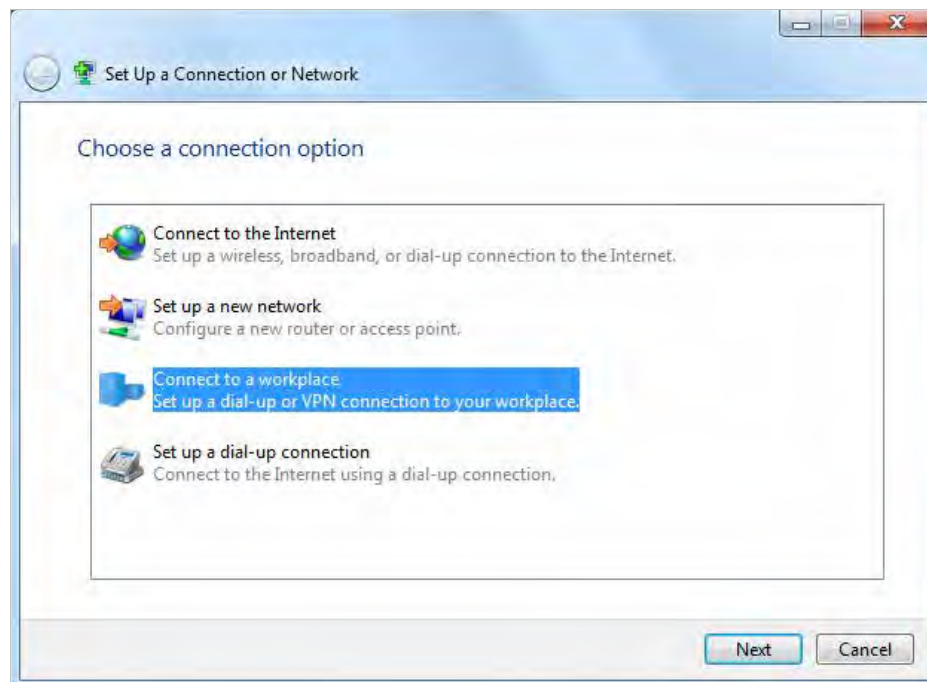 Set Up a Connection or Network
Choose a connection option
Connect to the Internet
Set up a wireless, broadband, or dial-up connection to the Internet.
Set up a new network
Configure a new router or access point.
Connect to a workplace
Set up a dial-up or VPN connection to your workplace.
Set up a dial-up connection
Connect to the Internet using a dial-up connection.
Next
Cancel